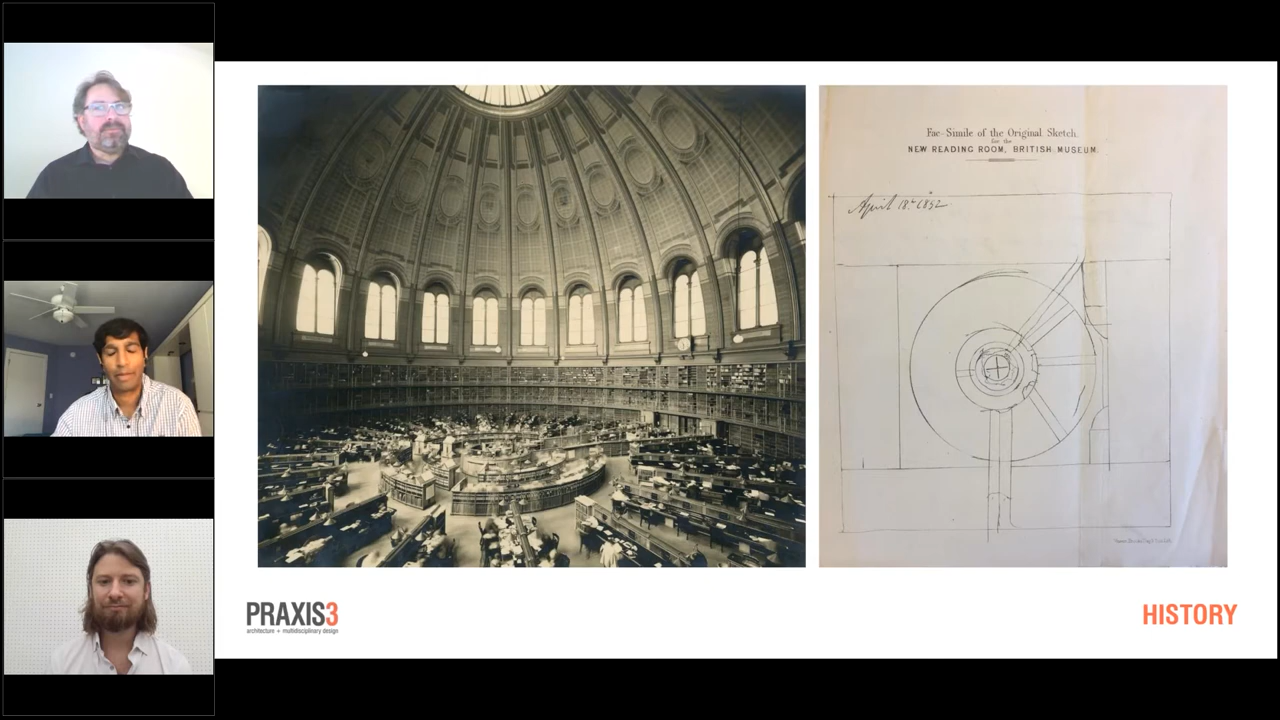 Fac-Simile of the Original Sketch,
for the
NEW READING ROOM, BRITISH MUSEUM
April 18th 1852
PRAXIS3
architecture + multidisciplinary design
HISTORY